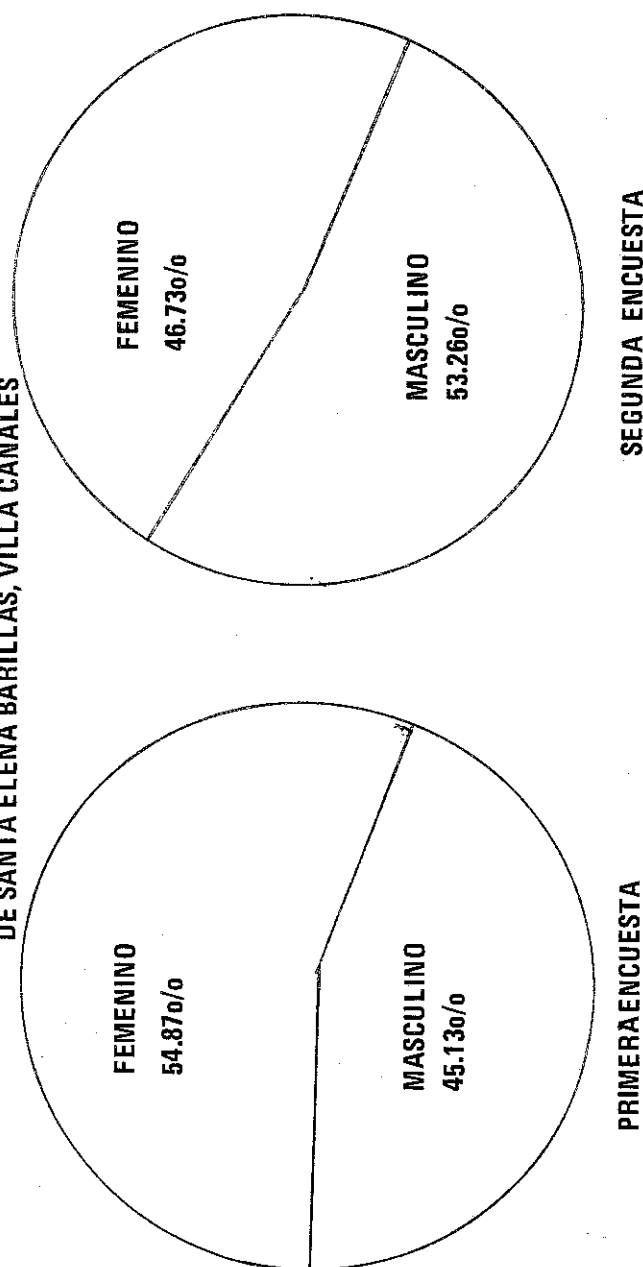 DE SANTA ELENA BARILLAS, VILLA CANALES
FEMENINO
54.87o/o
MASCULINO
45.13o/o
PRIMERA ENCUESTA
FEMENINO
46.73o/o
MASCULINO
53.26o/o
SEGUNDA ENCUESTA